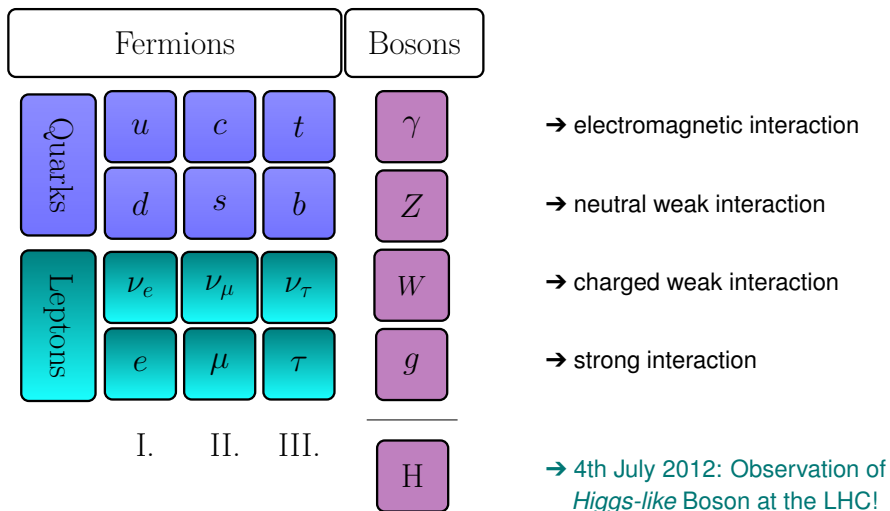 Fermions Bosons
Quarks u c t γ ➔ electromagnetic interaction
d s b Z ➔ neutral weak interaction
Leptons νe νμ ντ W ➔ charged weak interaction
e μ τ g ➔ strong interaction
I. II. III.
H ➔ 4th July 2012: Observation of
Higgs-like Boson at the LHC!